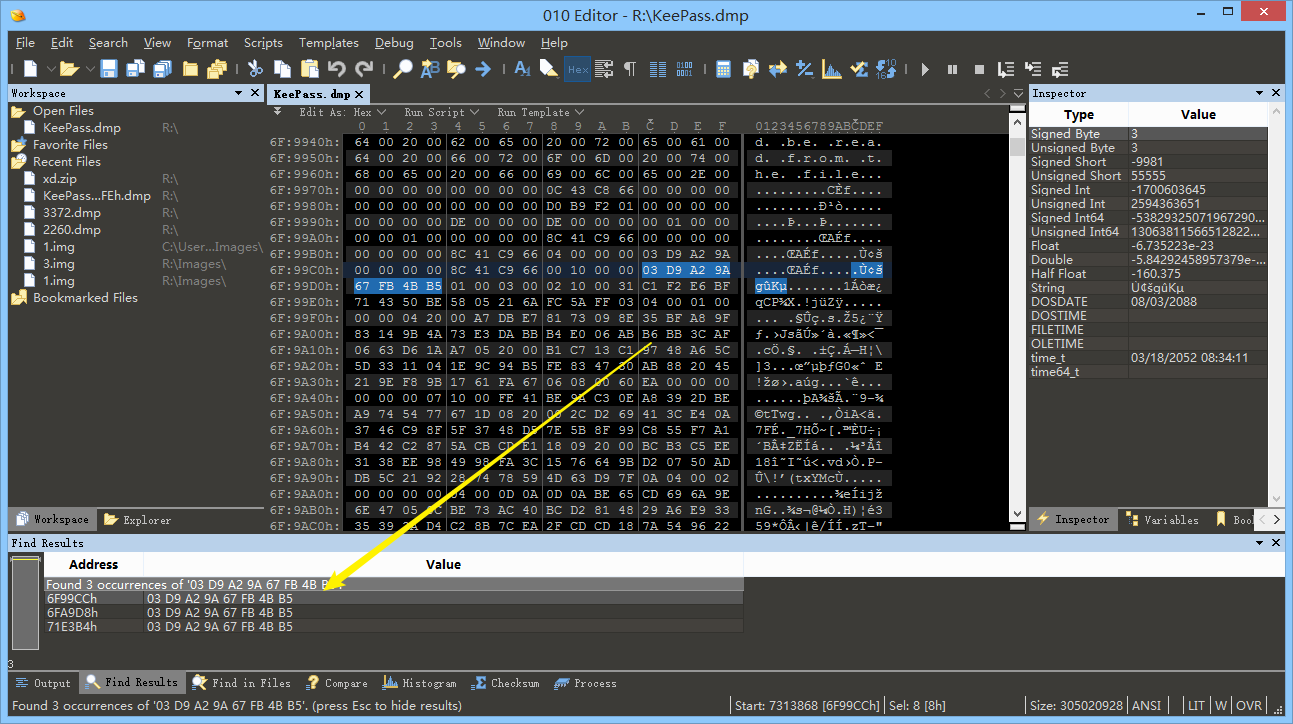 010 Editor - R:\KeePass.dmp
File Edit Search View Format Scripts Templates Debug Tools Window Help
Workspace
Open Files
KeePass.dmp R:\
Favorite Files
Recent Files
xd.zip R:\
KeePass...FEh.dmp R:\
3372.dmp R:\
2260.dmp R:\
1.img C:\User...Images\
3.img R:\Images\
1.img R:\Images\
Bookmarked Files
Workspace Explorer
KeePass.dmp
Edit As: Hex Run Script Run Template
0 1 2 3 4 5 6 7 8 9 A B C D E F 0123456789ABCDEF
6F:9940h: 64 00 20 00 62 00 65 00 20 00 72 00 65 00 61 00 d. .b.e. .r.e.a.
6F:9950h: 64 00 20 00 66 00 72 00 6F 00 6D 00 20 00 74 00 d. .f.r.o.m. .t.
6F:9960h: 68 00 65 00 20 00 66 00 69 00 6C 00 65 00 2E 00 h.e. .f.i.l.e...
6F:9970h: 00 00 00 00 00 00 00 00 0C 43 C8 66 00 00 00 00 .........CÈf....
6F:9980h: 00 00 00 00 00 00 00 00 D0 B9 F2 01 00 00 00 00 ........Ð¹ò.....
6F:9990h: 00 00 00 00 DE 00 00 00 DE 00 00 00 00 01 00 00 ....Þ...Þ.......
6F:99A0h: 00 00 01 00 00 00 00 00 8C 41 C9 66 00 00 00 00 ........ŒAÉf....
6F:99B0h: 00 00 00 00 8C 41 C9 66 04 00 00 00 03 D9 A2 9A ....ŒAÉf.....Ù¢š
6F:99C0h: 00 00 00 00 8C 41 C9 66 00 10 00 00 03 D9 A2 9A ....ŒAÉf.....Ù¢š
6F:99D0h: 67 FB 4B B5 01 00 03 00 02 10 00 31 C1 F2 E6 BF gûKµ.......1Áòæ¿
6F:99E0h: 71 43 50 BE 58 05 21 6A FC 5A FF 03 04 00 01 00 qCP¾X.!jüZÿ.....
6F:99F0h: 00 00 04 20 00 A7 DB E7 81 73 09 8E 35 BF A8 9F ... .§Ûç.s.Ž5¿¨Ÿ
6F:9A00h: 83 14 9B 4A 73 E3 DA BB B4 E0 06 AB B6 BB 3C AF ƒ.›JsãÚ»´à.«¶»<¯
6F:9A10h: 06 63 D6 1A A7 05 20 00 B1 C7 13 C1 97 48 A6 5C .cÖ.§. .±Ç.Á—H¦\
6F:9A20h: 5D 33 11 04 1E 9C 94 B5 FE 83 47 30 AB 88 20 45 ]3...œ”µþƒG0«ˆ E
6F:9A30h: 21 9E F8 9B 17 61 FA 67 06 08 00 60 EA 00 00 00 !žø›.aúg...`ê...
6F:9A40h: 00 00 00 07 10 00 FE 41 BE 9A C3 0E A8 39 2D BE ......þA¾šÃ.¨9-¾
6F:9A50h: A9 74 54 77 67 1D 08 20 00 2C D2 69 41 3C E4 0A ©tTwg.. .,ÒiA<ä.
6F:9A60h: 37 46 C9 8F 5F 37 48 D5 7E 5B 8F 99 C8 55 F7 A1 7FÉ._7HÕ~[.™ÈU÷¡
6F:9A70h: B4 42 C2 87 5A CB CD E1 18 09 20 00 BC B3 C5 EE ´BÂ‡ZËÍá.. .¼³Åî
6F:9A80h: 31 38 EE 98 49 98 FA 3C 15 76 64 9B D2 07 50 AD 18î˜I˜ú<.vd›Ò.P-
6F:9A90h: DB 5C 21 92 28 74 78 59 4D 63 D9 7F 0A 04 00 00 Û\!’(txYMcÙ.....
6F:9AA0h: 00 00 00 00 00 04 00 0D 0A 0D 0A BE 65 CD 69 6A 9E ...........¾eÍijž
6F:9AB0h: 6E 47 05 BE 73 AC 40 BC D2 81 48 29 A6 E9 33
6F:9AC0h: 35 39 2A D4 C2 8B 7C EA 2F CD CD 18 7A 54 96 22 59*ÔÂ‹|ê/ÍÍ.zT–"
Inspector
Type Value
Signed Byte 3
Unsigned Byte 3
Signed Short -9981
Unsigned Short 55555
Signed Int -1700603645
Unsigned Int 2594363651
Signed Int64 -53829325071967290...
Unsigned Int64 13063811566512822...
Float -6.735223e-23
Double -5.84292458957379e-...
Half Float -160.375
String Ù¢šgûKµ
DOSDATE 08/03/2088
DOSTIME
FILETIME
OLETIME
time_t 03/18/2052 08:34:11
time64_t
Inspector Variables Boo
Find Results
Address Value
Found 3 occurrences of '03 D9 A2 9A 67 FB 4B B5'.
6F99CCh 03 D9 A2 9A 67 FB 4B B5
6FA9D8h 03 D9 A2 9A 67 FB 4B B5
71E3B4h 03 D9 A2 9A 67 FB 4B B5
3
Output Find Results Find in Files Compare Histogram Checksum Process
Found 3 occurrences of '03 D9 A2 9A 67 FB 4B B5'. (press Esc to hide results) Start: 7313868 [6F99CCh] Sel: 8 [8h] Size: 305020928 ANSI LIT W OVR